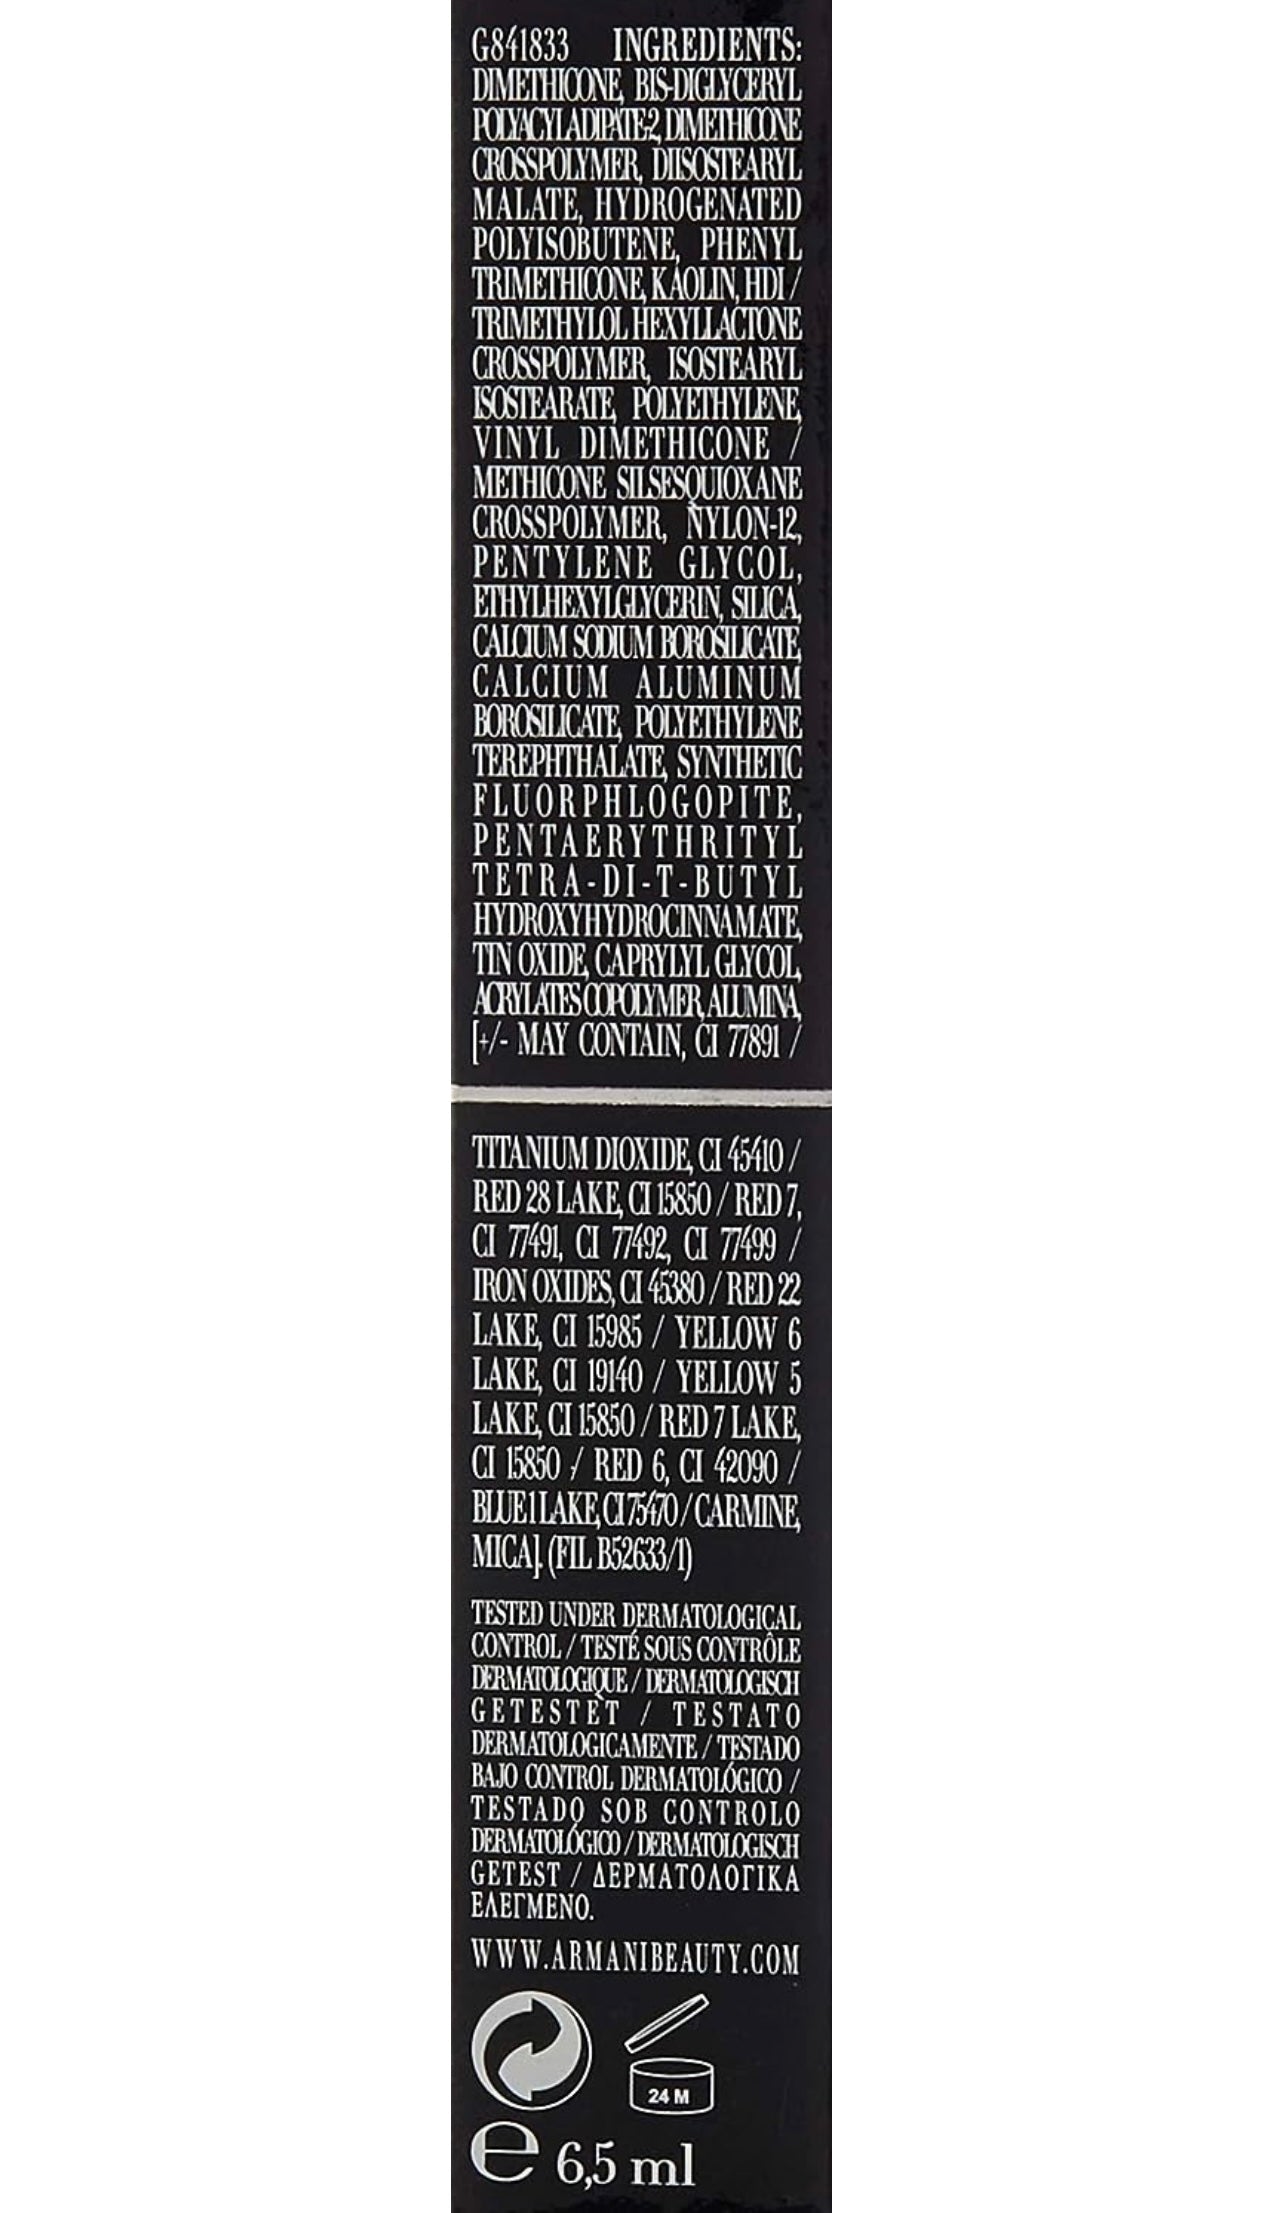 G841833 INGREDIENTS:
DIMETHICONE, BIS-DIGLYCERYL
POLYACYLADIPATE-2, DIMETHICONE
CROSSPOLYMER, DIISOSTEARYL
MALATE, HYDROGENATED
POLYISOBUTENE, PHENYL
TRIMETHICONE, KAOLIN, HDI /
TRIMETHYLOL HEXYLLACTONE
CROSSPOLYMER, ISOSTEARYL
ISOSTEARATE, POLYETHYLENE,
VINYL DIMETHICONE /
METHICONE SILSESQUIOXANE
CROSSPOLYMER, NYLON-12,
PENTYLENE GLYCOL,
ETHYLHEXYLGLYCERIN, SILICA,
CALCIUM SODIUM BOROSILICATE,
CALCIUM ALUMINUM
BOROSILICATE, POLYETHYLENE
TEREPHTHALATE, SYNTHETIC
FLUORPHLOGOPITE,
PENTAERYTHRITYL
TETRA-DI-T-BUTYL
HYDROXYHYDROCINNAMATE,
TIN OXIDE, CAPRYLYL GLYCOL,
ACRYLATES COPOLYMER, ALUMINA,
[+/- MAY CONTAIN, CI 77891 /
TITANIUM DIOXIDE, CI 45410 /
RED 28 LAKE, CI 15850 / RED 7,
CI 77491, CI 77492, CI 77499 /
IRON OXIDES, CI 45380 / RED 22
LAKE, CI 15985 / YELLOW 6
LAKE, CI 19140 / YELLOW 5
LAKE, CI 15850 / RED 7 LAKE,
CI 15850 / RED 6, CI 42090 /
BLUE 1 LAKE, CI 75470 / CARMINE,
MICA]. (FIL B52633/1)
TESTED UNDER DERMATOLOGICAL
CONTROL / TESTÉ SOUS CONTRÔLE
DERMATOLOGIQUE / DERMATOLOGISCH
GETESTET / TESTATO
DERMATOLOGICAMENTE / TESTADO
BAJO CONTROL DERMATOLÓGICO /
TESTADO SOB CONTROLO
DERMATOLÓGICO / DERMATOLOGISCH
GETEST / ΔΕΡΜΑΤΟΛΟΓΙΚΑ
ΕΛΕΓΜΕΝΟ.
WWW.ARMANIBEAUTY.COM
24 M
e 6,5 ml